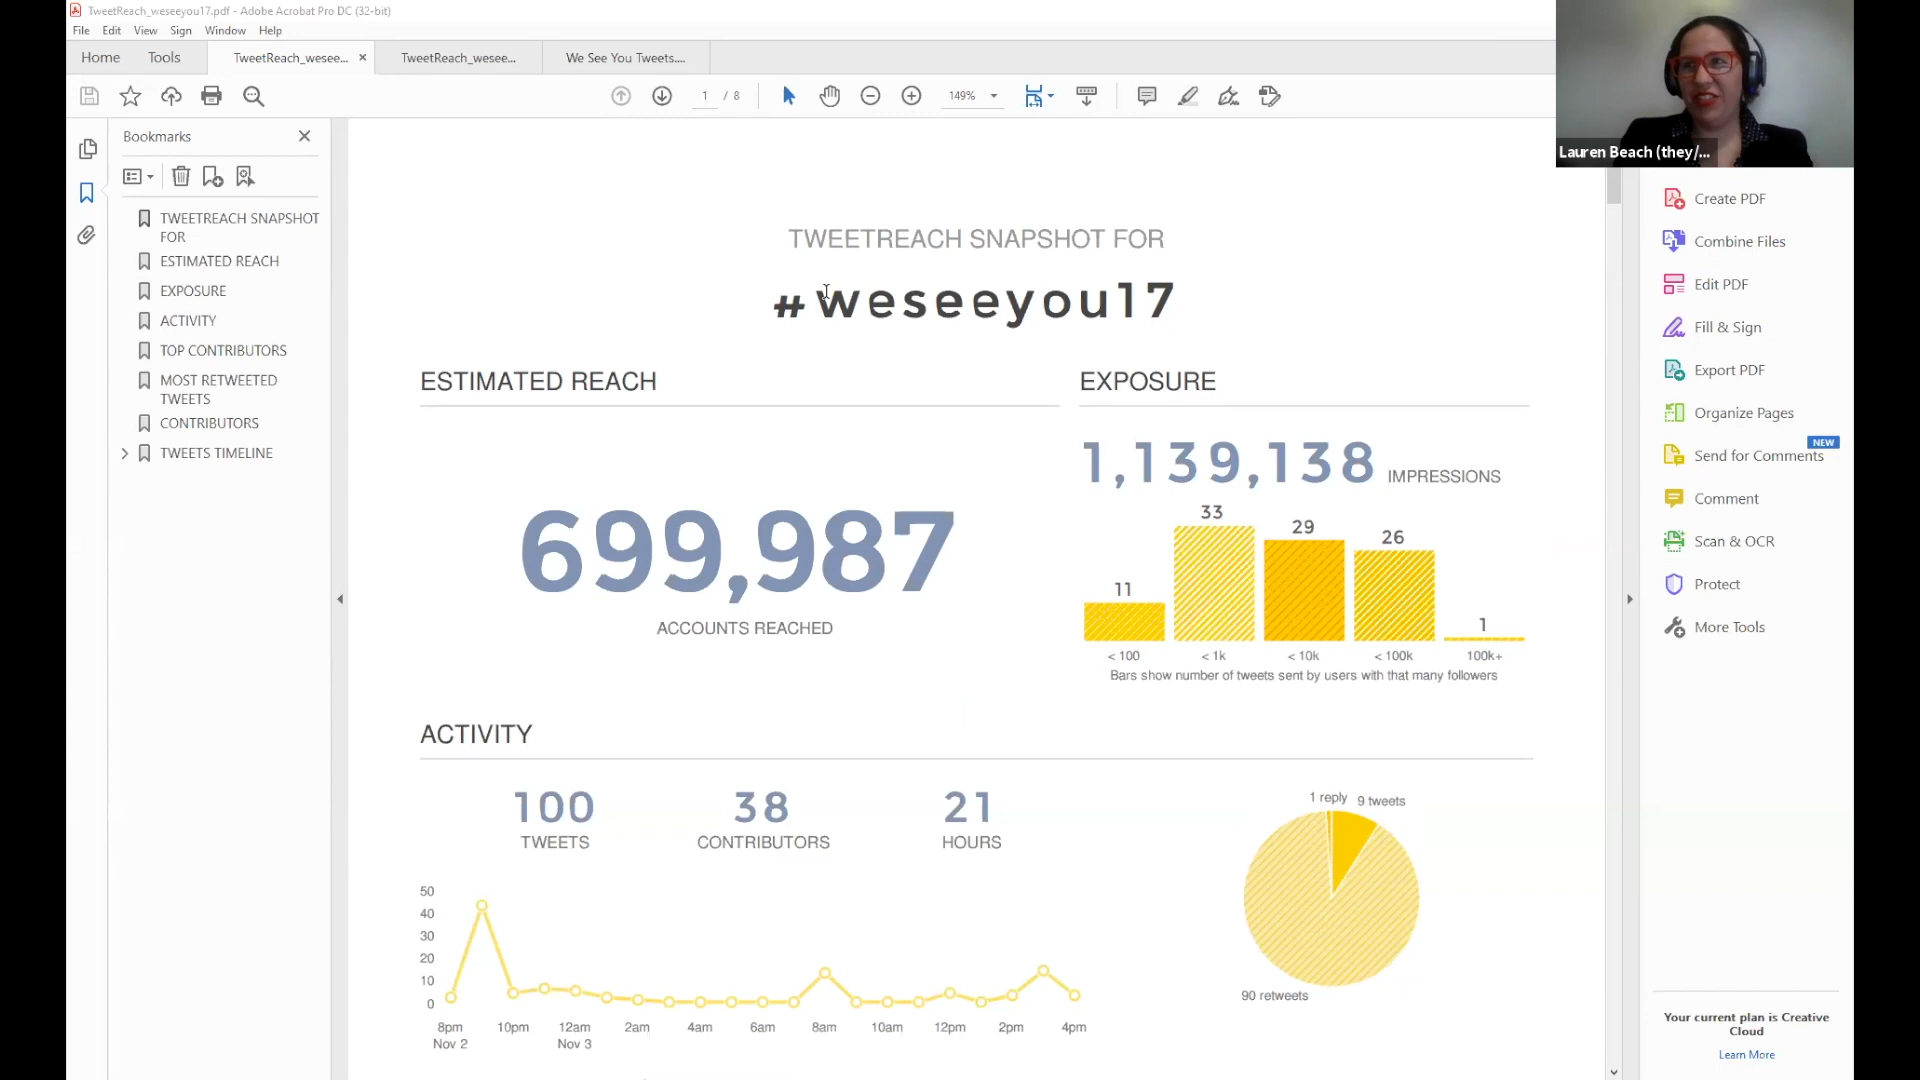 TweetReach_weseeyou17.pdf - Adobe Acrobat Pro DC (32-bit)
File Edit View Sign Window Help
Home Tools TweetReach_wesee... × TweetReach_wesee... We See You Tweets....
1 / 8 149%
Lauren Beach (they/...
Bookmarks
TWEETREACH SNAPSHOT
FOR
ESTIMATED REACH
EXPOSURE
ACTIVITY
TOP CONTRIBUTORS
MOST RETWEETED
TWEETS
CONTRIBUTORS
TWEETS TIMELINE
TWEETREACH SNAPSHOT FOR
#weseeyou17
ESTIMATED REACH
699,987
ACCOUNTS REACHED
EXPOSURE
1,139,138 IMPRESSIONS
11 33 29 26 1
< 100 < 1k < 10k < 100k 100k+
Bars show number of tweets sent by users with that many followers
ACTIVITY
100 38 21
TWEETS CONTRIBUTORS HOURS
50
40
30
20
10
0
8pm 10pm 12am 2am 4am 6am 8am 10am 12pm 2pm 4pm
Nov 2 Nov 3
1 reply 9 tweets
90 retweets
Create PDF
Combine Files
Edit PDF
Fill & Sign
Export PDF
Organize Pages
NEW
Send for Comments
Comment
Scan & OCR
Protect
More Tools
Your current plan is Creative
Cloud
Learn More